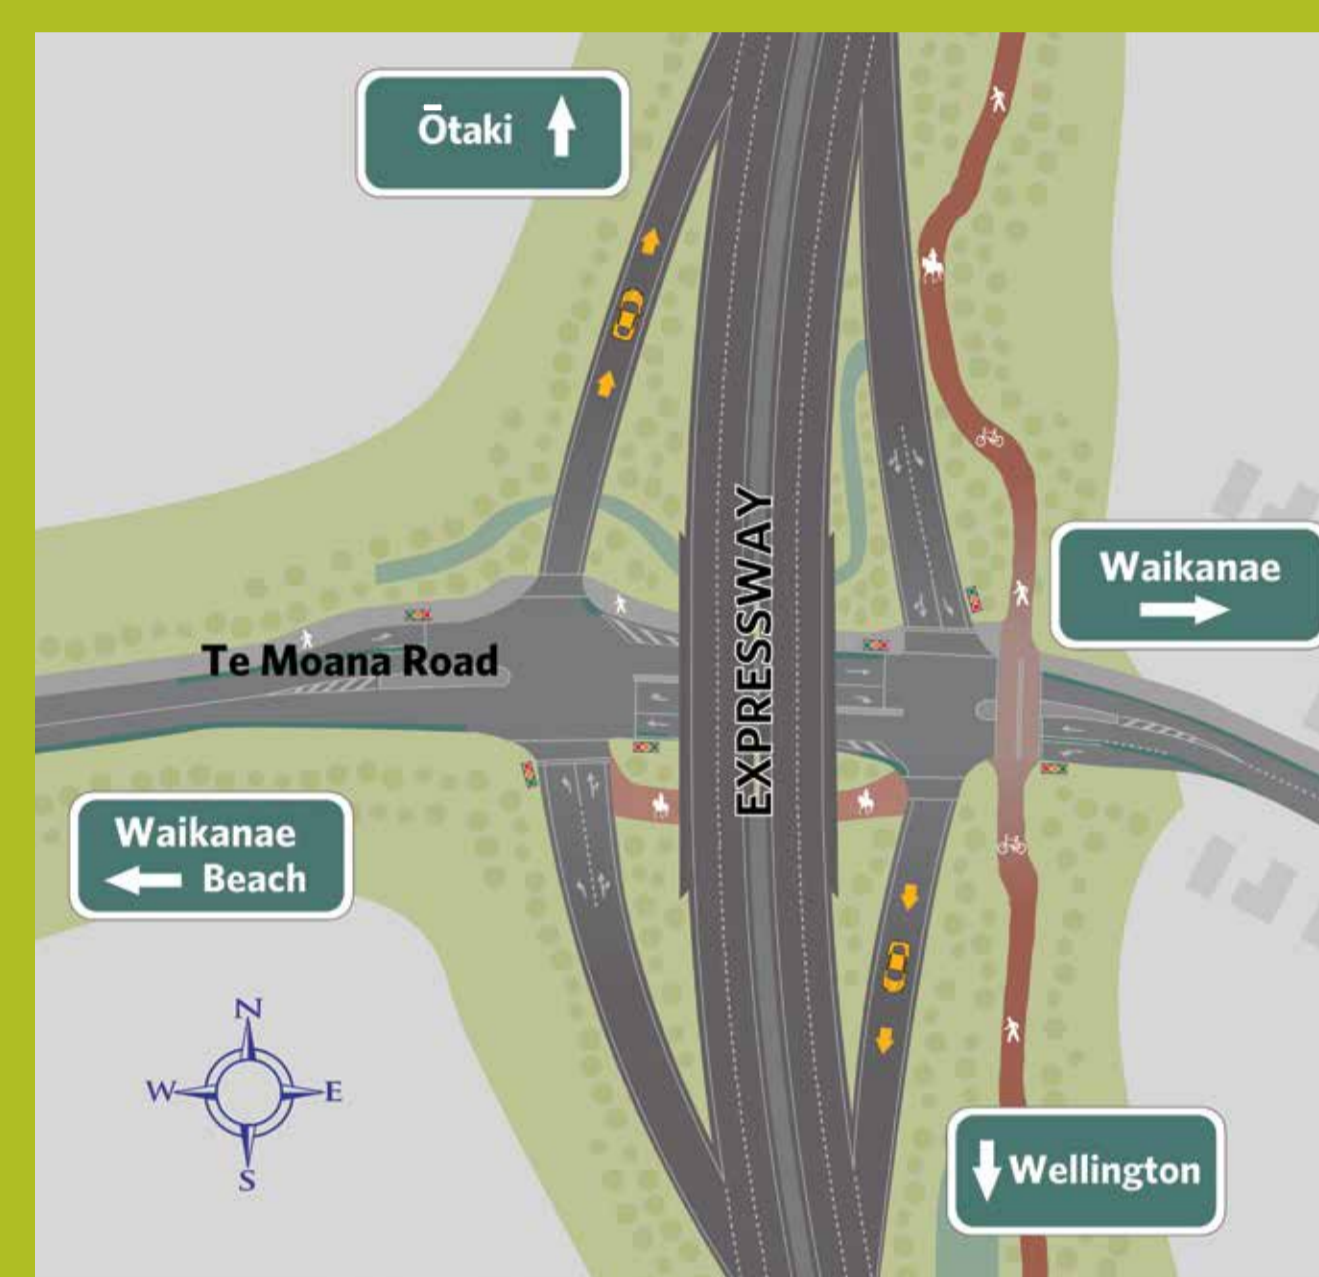 Ōtaki
EXPRESSWAY
Waikanae
Te Moana Road
Waikanae
Beach
N
W
E
S
Wellington